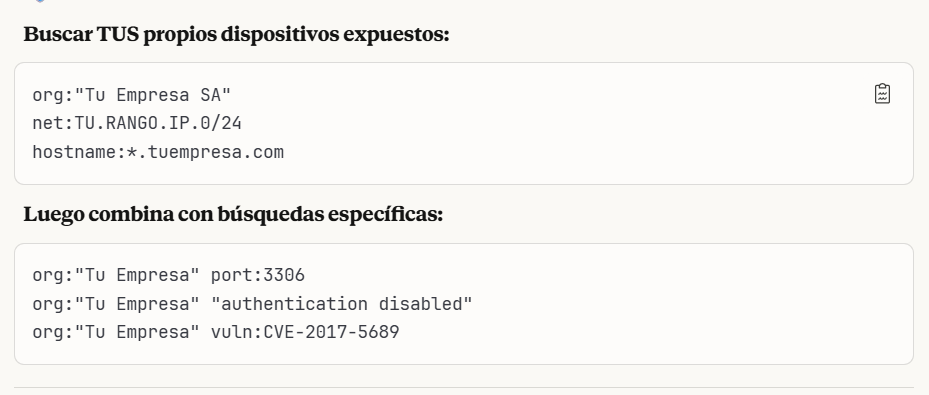 Buscar TUS propios dispositivos expuestos:
org:"Tu Empresa SA"
net:TU.RANGO.IP.0/24
hostname:*.tuempresa.com
Luego combina con búsquedas específicas:
org:"Tu Empresa" port:3306
org:"Tu Empresa" "authentication disabled"
org:"Tu Empresa" vuln:CVE-2017-5689